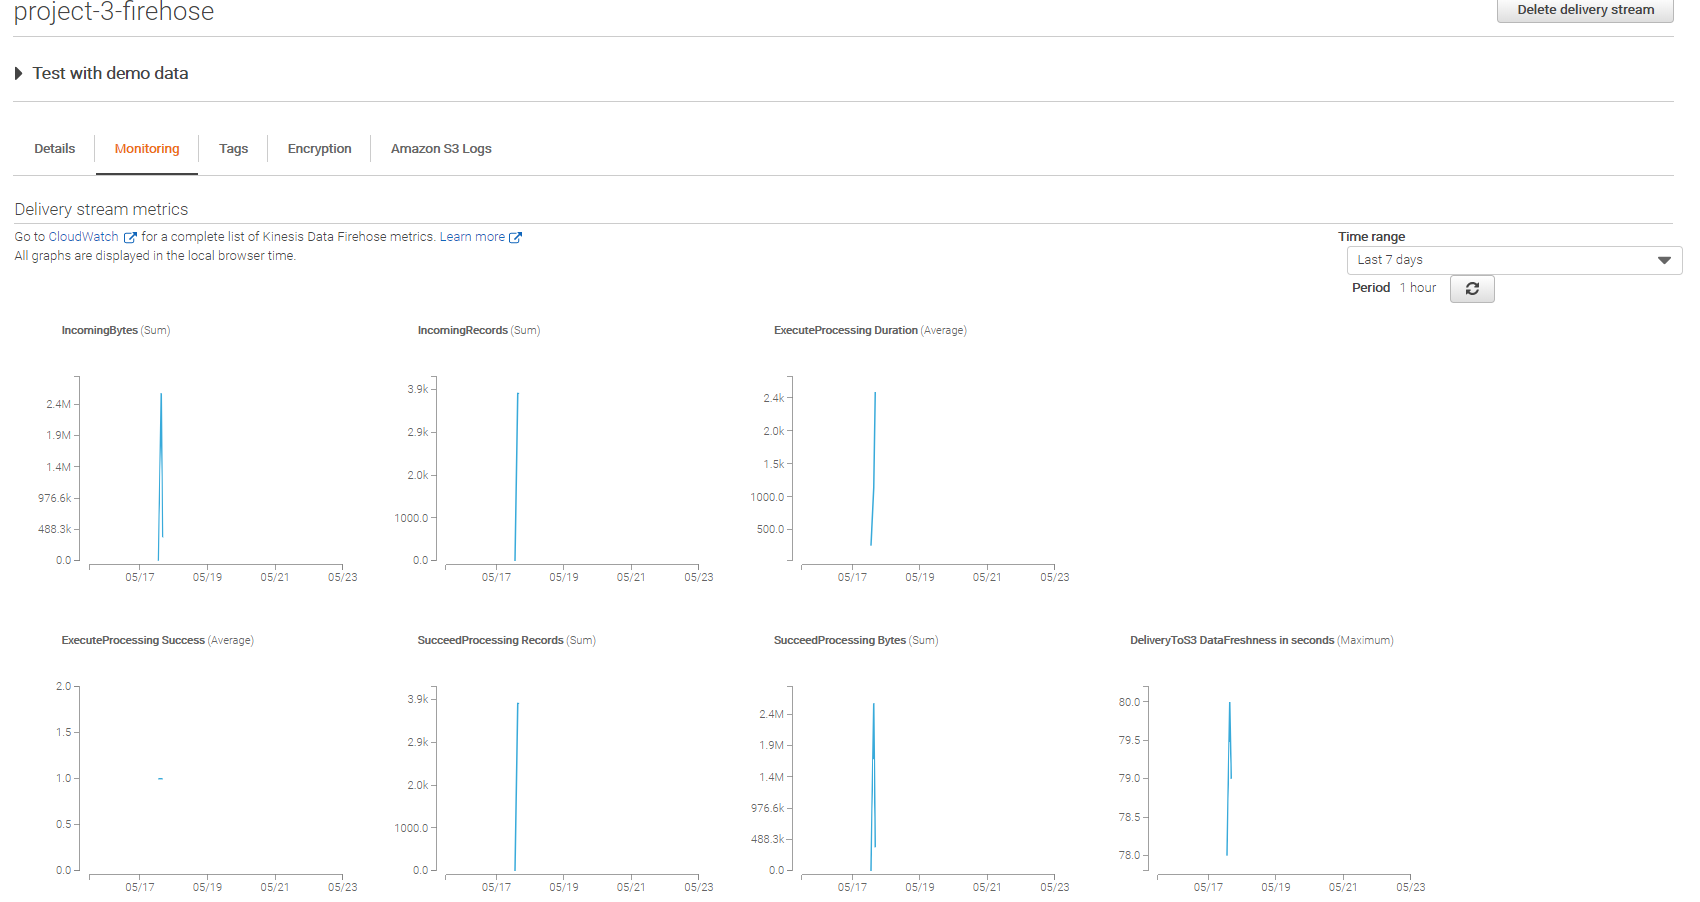 project-3-firehose
Delete delivery stream
Test with demo data
Details
Monitoring
Tags
Encryption
Amazon S3 Logs
Delivery stream metrics
Go to CloudWatch for a complete list of Kinesis Data Firehose metrics. Learn more
All graphs are displayed in the local browser time.
Time range
Last 7 days
Period 1 hour
IncomingBytes (Sum)
2.4M
1.9M
1.4M
976.6k
488.3k
0.0
05/17 05/19 05/21 05/23
IncomingRecords (Sum)
3.9k
2.9k
2.0k
1000.0
0.0
05/17 05/19 05/21 05/23
ExecuteProcessing Duration (Average)
2.4k
2.0k
1.5k
1000.0
500.0
05/17 05/19 05/21 05/23
ExecuteProcessing Success (Average)
2.0
1.5
1.0
0.5
0.0
05/17 05/19 05/21 05/23
SucceedProcessing Records (Sum)
3.9k
2.9k
2.0k
1000.0
0.0
05/17 05/19 05/21 05/23
SucceedProcessing Bytes (Sum)
2.4M
1.9M
1.4M
976.6k
488.3k
0.0
05/17 05/19 05/21 05/23
DeliveryToS3 DataFreshness in seconds (Maximum)
80.0
79.5
79.0
78.5
78.0
05/17 05/19 05/21 05/23